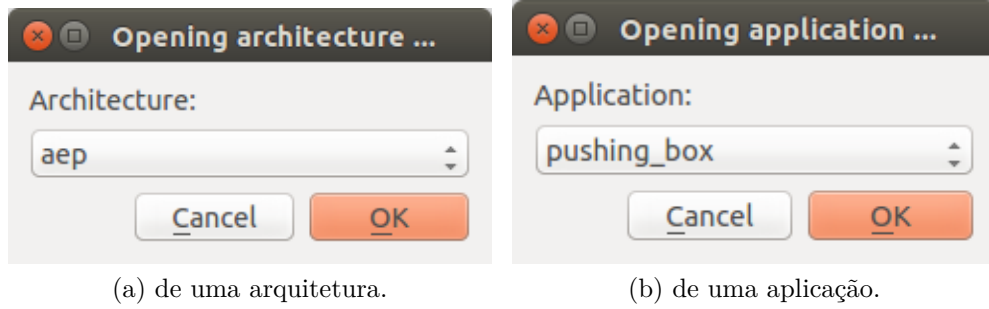 Opening architecture ...
Architecture:
aep
Cancel
OK
(a) de uma arquitetura.
Opening application ...
Application:
pushing_box
Cancel
OK
(b) de uma aplicação.